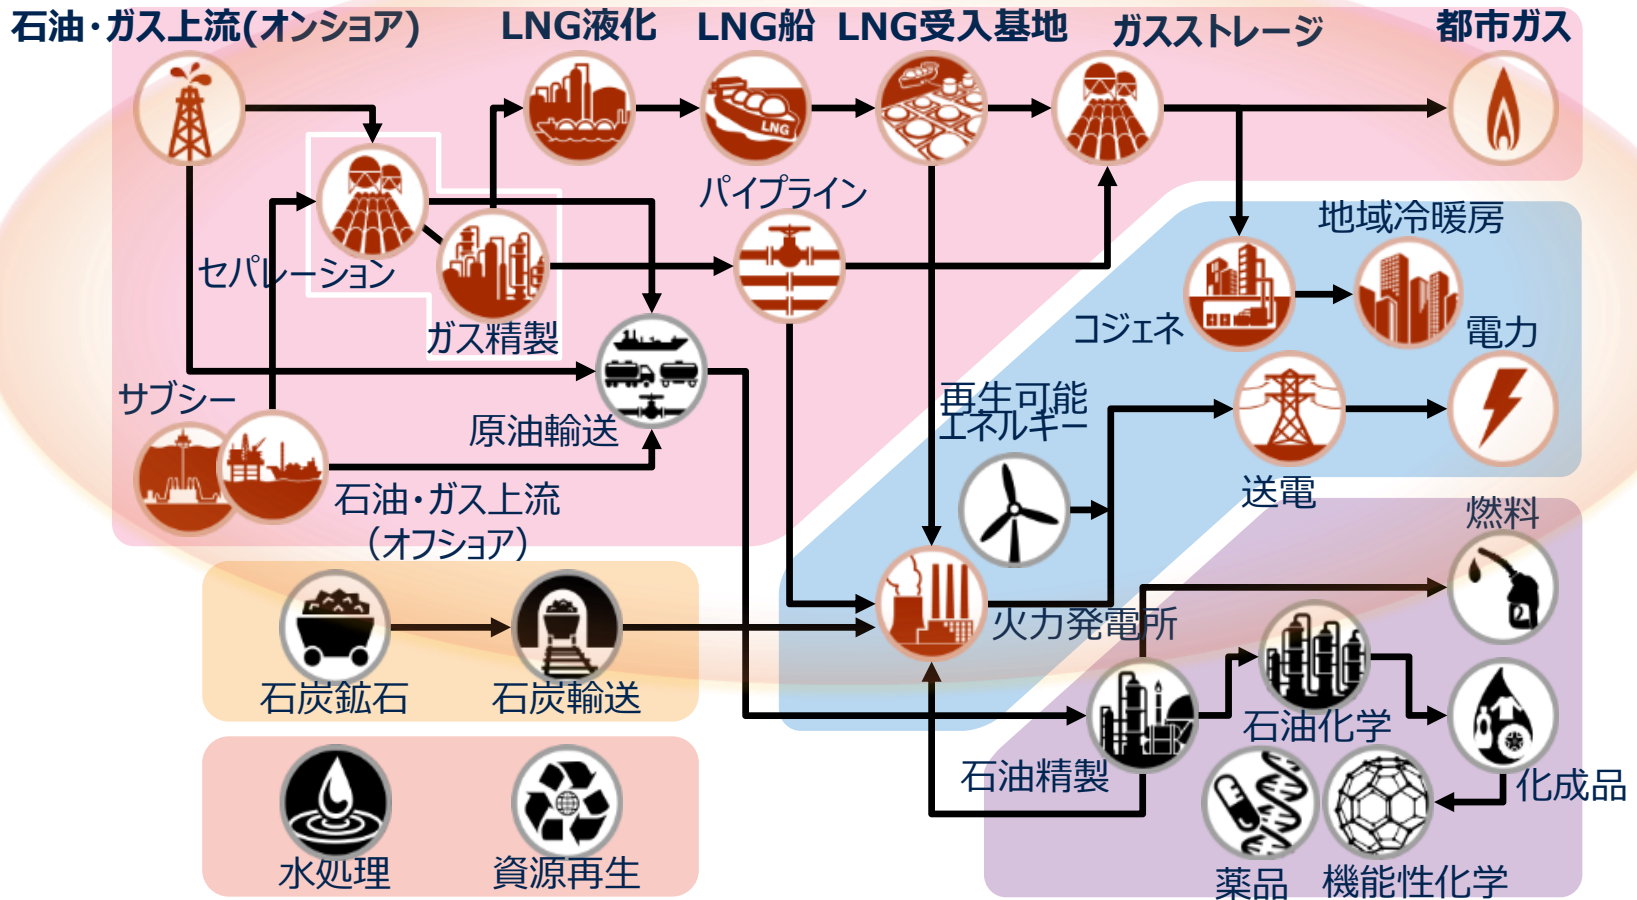 石油・ガス上流(オンショア)
LNG液化
LNG船
LNG受入基地
ガスストレージ
都市ガス
LNG
パイプライン
セパレーション
ガス精製
地域冷暖房
コジェネ
電力
サブシー
原油輸送
再生可能
エネルギー
石油・ガス上流
(オフショア)
送電
燃料
火力発電所
石炭鉱石
石炭輸送
石油化学
石油精製
化成品
水処理
資源再生
薬品
機能性化学